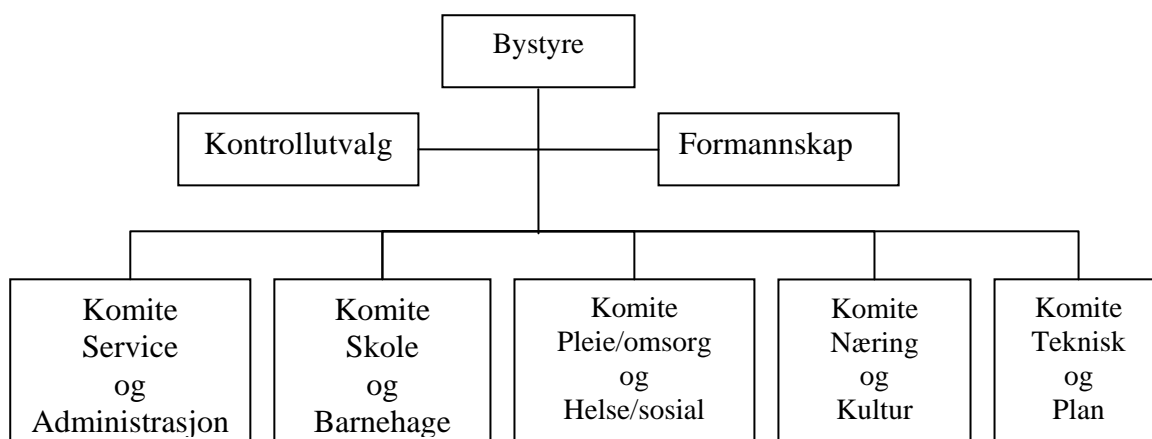 Bystyre
Kontrollutvalg
Formannskap
Komite
Service
og
Administrasjon
Komite
Skole
og
Barnehage
Komite
Pleie/omsorg
og
Helse/sosial
Komite
Næring
og
Kultur
Komite
Teknisk
og
Plan